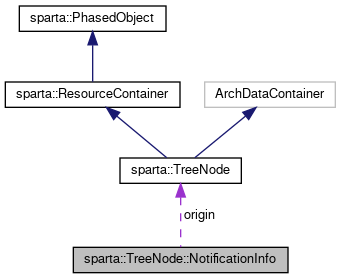 sparta::PhasedObject
sparta::ResourceContainer
ArchDataContainer
sparta::TreeNode
origin
sparta::TreeNode::NotificationInfo